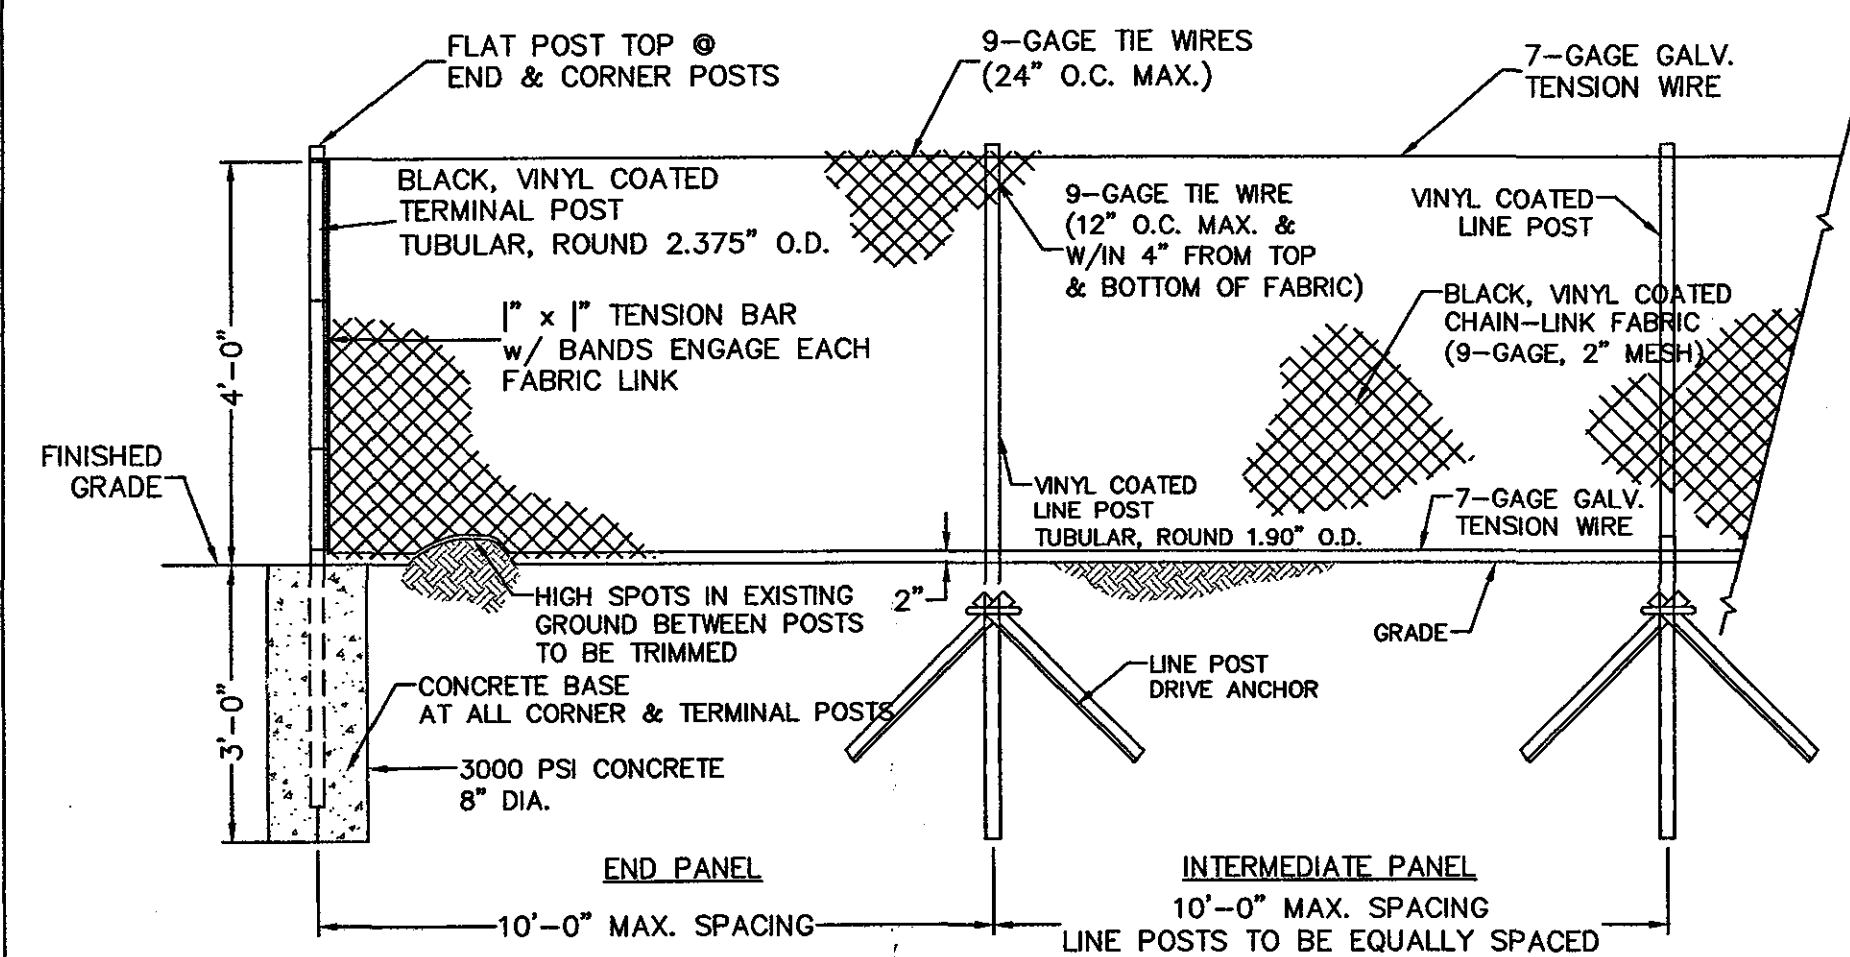 FLAT POST TOP @
END & CORNER POSTS
9-GAGE TIE WIRES
(24" O.C. MAX.)
7-GAGE GALV.
TENSION WIRE
BLACK, VINYL COATED
TERMINAL POST
TUBULAR, ROUND 2.375" O.D.
9-GAGE TIE WIRE
(12" O.C. MAX. &
W/IN 4" FROM TOP
& BOTTOM OF FABRIC)
VINYL COATED
LINE POST
1" x 1" TENSION BAR
w/ BANDS ENGAGE EACH
FABRIC LINK
BLACK, VINYL COATED
CHAIN-LINK FABRIC
(9-GAGE, 2" MESH)
4'-0"
FINISHED
GRADE
VINYL COATED
LINE POST
TUBULAR, ROUND 1.90" O.D.
7-GAGE GALV.
TENSION WIRE
HIGH SPOTS IN EXISTING
GROUND BETWEEN POSTS
TO BE TRIMMED
2"
GRADE
3'-0"
CONCRETE BASE
AT ALL CORNER & TERMINAL POSTS
LINE POST
DRIVE ANCHOR
3000 PSI CONCRETE
8" DIA.
END PANEL
10'-0" MAX. SPACING
INTERMEDIATE PANEL
10'-0" MAX. SPACING
LINE POSTS TO BE EQUALLY SPACED